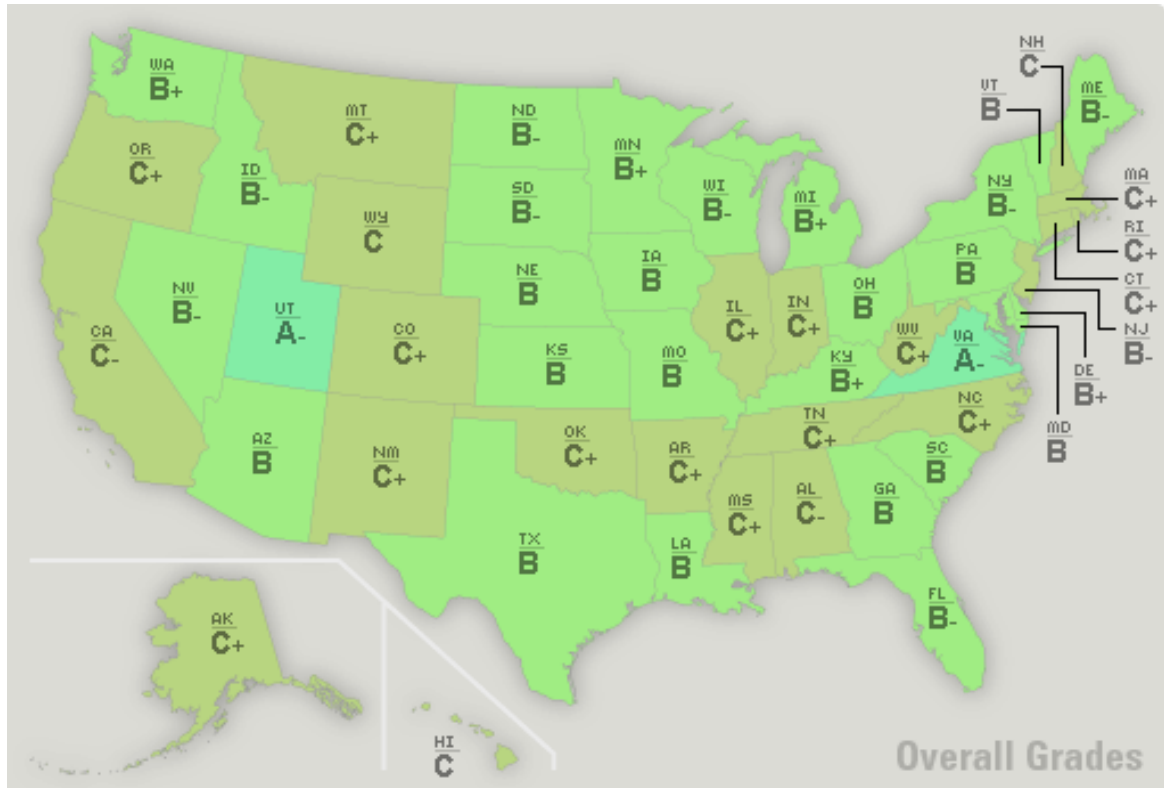 NH
C
VT
B
ME
B-
WA
B+
MT
C+
ND
B-
MN
B+
OR
C+
ID
B-
SD
B-
WI
B-
MI
B+
NY
B-
MA
C+
WY
C
RI
C+
PA
B
IA
B
NE
B
CT
C+
NV
B-
OH
B
UT
A-
IL
C+
IN
C+
CA
C-
CO
C+
WV
C+
VA
A-
NJ
B-
KS
B
MO
B
KY
B+
DE
B+
NC
C+
TN
C+
MD
B
AZ
B
NM
C+
OK
C+
AR
C+
SC
B
MS
C+
AL
C-
GA
B
TX
B
LA
B
FL
B-
AK
C+
HI
C
Overall Grades